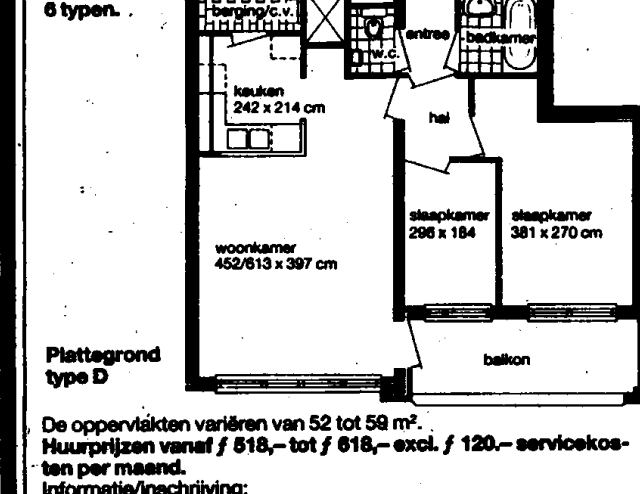 6 typen.
berging/c.v.
entree
badkamer
w.c.
keuken
242 x 214 cm
hal
slaapkamer
296 x 184
slaapkamer
381 x 270 cm
woonkamer
452/613 x 397 cm
balkon
Plattegrond
type D
De oppervlakten variëren van 52 tot 59 m².
Huurprijzen vanaf ƒ 518,– tot ƒ 618,– excl. ƒ 120.– servicekos-
ten per maand.
Informatie/inschrijving: